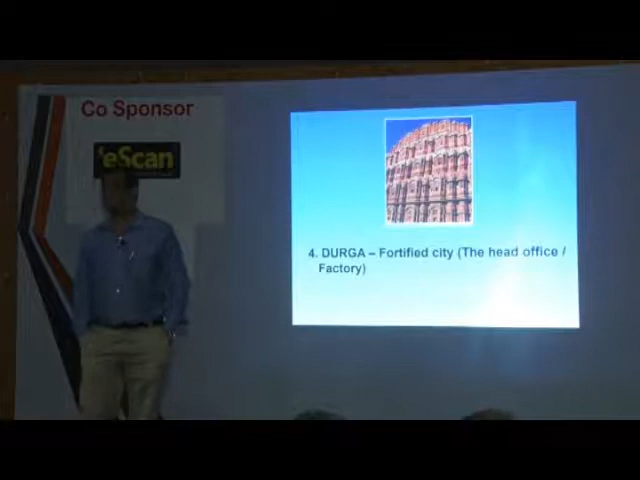 Co Sponsor
eScan
4. DURGA – Fortified city (The head office /
Factory)